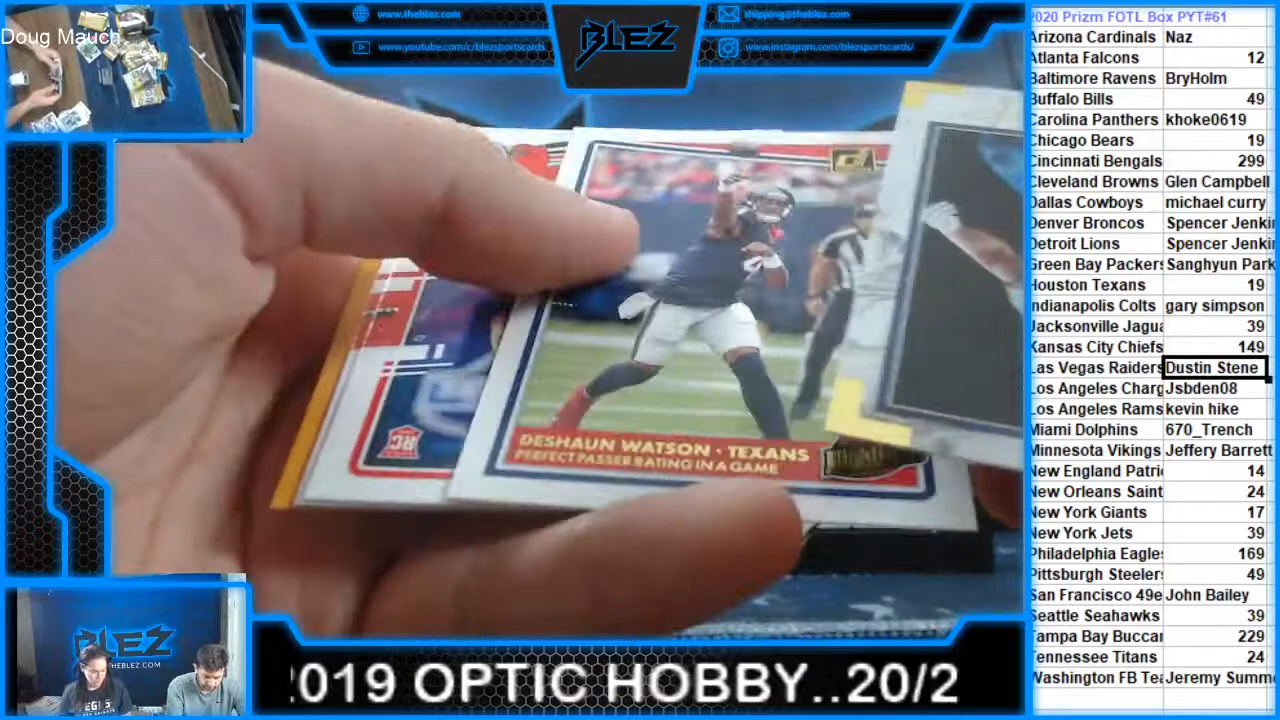 Doug Mauch
www.theblez.com
shipping@theblez.com
www.youtube.com/c/blezsportscards
www.instagram.com/blezsportscards/
BLEZ
DESHAUN WATSON · TEXANS
PERFECT PASSER RATING IN A GAME
RC
BLEZ
THEBLEZ.COM
2019 OPTIC HOBBY..20/2
2020 Prizm FOTL Box PYT#61
Arizona Cardinals Naz
Atlanta Falcons 12
Baltimore Ravens BryHolm
Buffalo Bills 49
Carolina Panthers khoke0619
Chicago Bears 19
Cincinnati Bengals 299
Cleveland Browns Glen Campbell
Dallas Cowboys michael curry
Denver Broncos Spencer Jenki
Detroit Lions Spencer Jenki
Green Bay Packers Sanghyun Park
Houston Texans 19
Indianapolis Colts gary simpson
Jacksonville Jagua 39
Kansas City Chiefs 149
Las Vegas Raiders Dustin Stene
Los Angeles Charg Jsbden08
Los Angeles Rams kevin hike
Miami Dolphins 670_Trench
Minnesota Vikings Jeffery Barrett
New England Patri 14
New Orleans Saint 24
New York Giants 17
New York Jets 39
Philadelphia Eagle 169
Pittsburgh Steelers 49
San Francisco 49e John Bailey
Seattle Seahawks 39
Tampa Bay Buccar 229
Tennessee Titans 24
Washington FB Tea Jeremy Summe